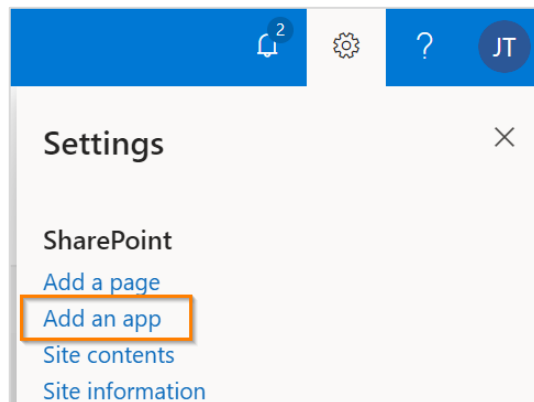 2
?
JT
Settings
SharePoint
Add a page
Add an app
Site contents
Site information